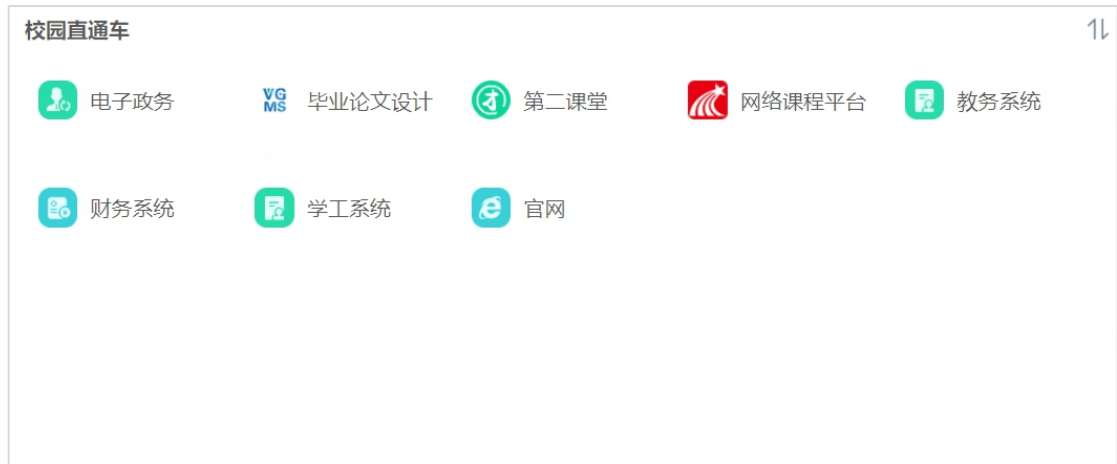 校园直通车
电子政务
VG
MS
毕业论文设计
第二课堂
网络课程平台
教务系统
财务系统
学工系统
官网